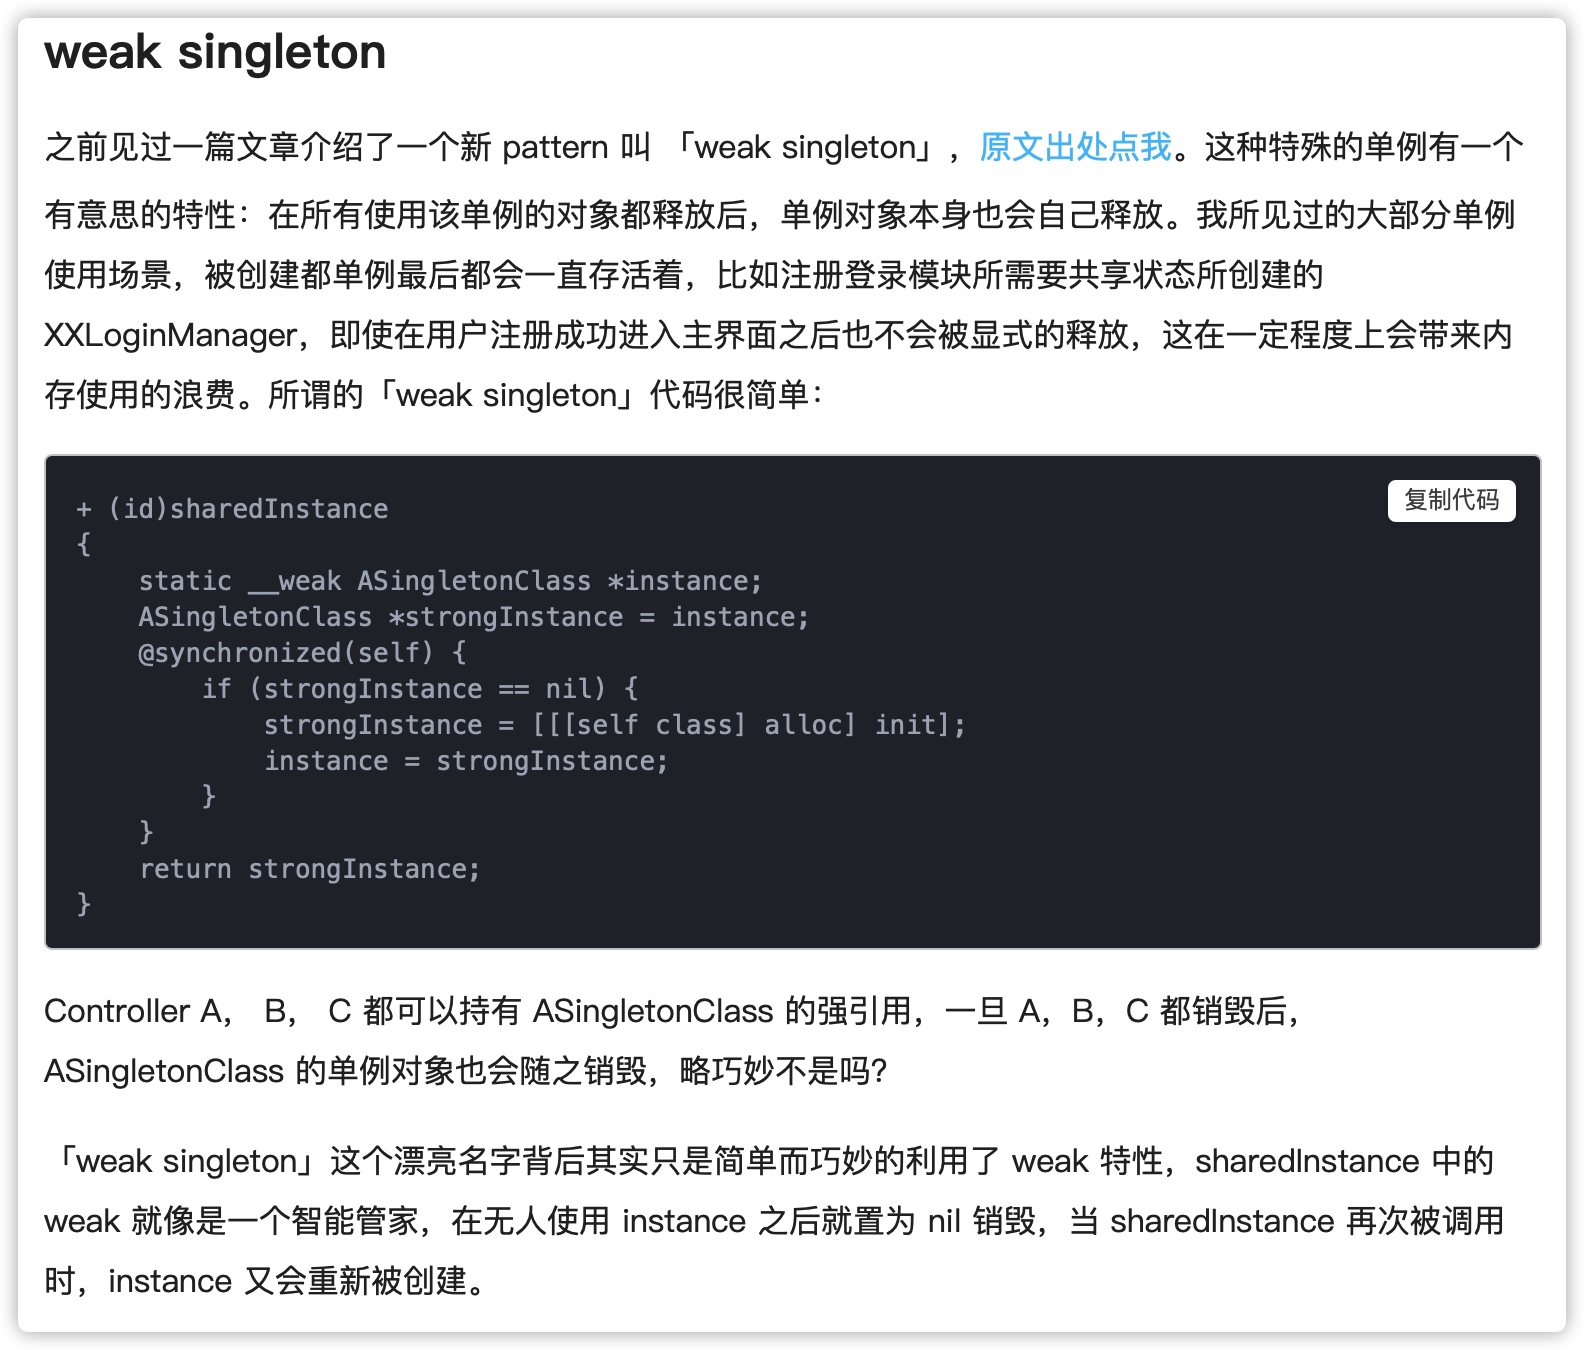 weak singleton
之前见过一篇文章介绍了一个新 pattern 叫 「weak singleton」，原文出处点我。这种特殊的单例有一个
有意思的特性：在所有使用该单例的对象都释放后，单例对象本身也会自己释放。我所见过的大部分单例
使用场景，被创建都单例最后都会一直存活着，比如注册登录模块所需要共享状态所创建的
XXLoginManager，即使在用户注册成功进入主界面之后也不会被显式的释放，这在一定程度上会带来内
存使用的浪费。所谓的「weak singleton」代码很简单：
复制代码
+ (id)sharedInstance
{
    static __weak ASingletonClass *instance;
    ASingletonClass *strongInstance = instance;
    @synchronized(self) {
        if (strongInstance == nil) {
            strongInstance = [[[self class] alloc] init];
            instance = strongInstance;
        }
    }
    return strongInstance;
}
Controller A， B， C 都可以持有 ASingletonClass 的强引用，一旦 A，B，C 都销毁后，
ASingletonClass 的单例对象也会随之销毁，略巧妙不是吗？
「weak singleton」这个漂亮名字背后其实只是简单而巧妙的利用了 weak 特性，sharedInstance 中的
weak 就像是一个智能管家，在无人使用 instance 之后就置为 nil 销毁，当 sharedInstance 再次被调用
时，instance 又会重新被创建。